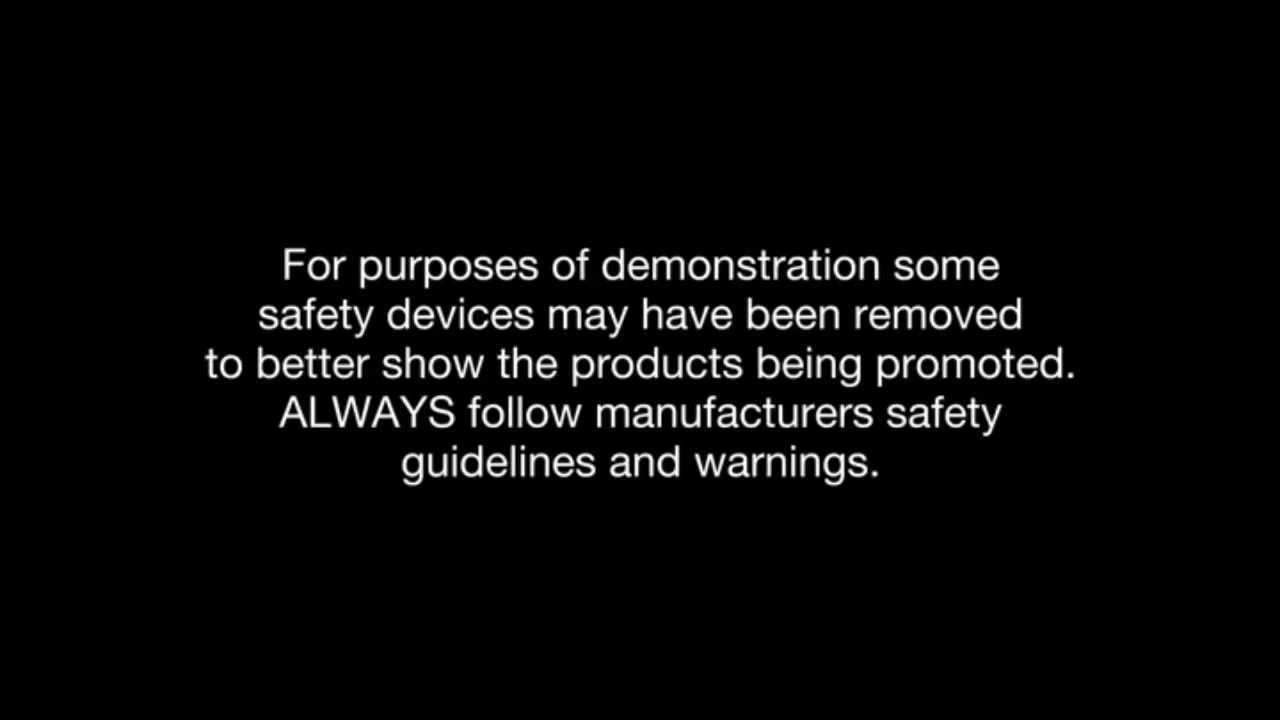 For purposes of demonstration some
safety devices may have been removed
to better show the products being promoted.
ALWAYS follow manufacturers safety
guidelines and warnings.